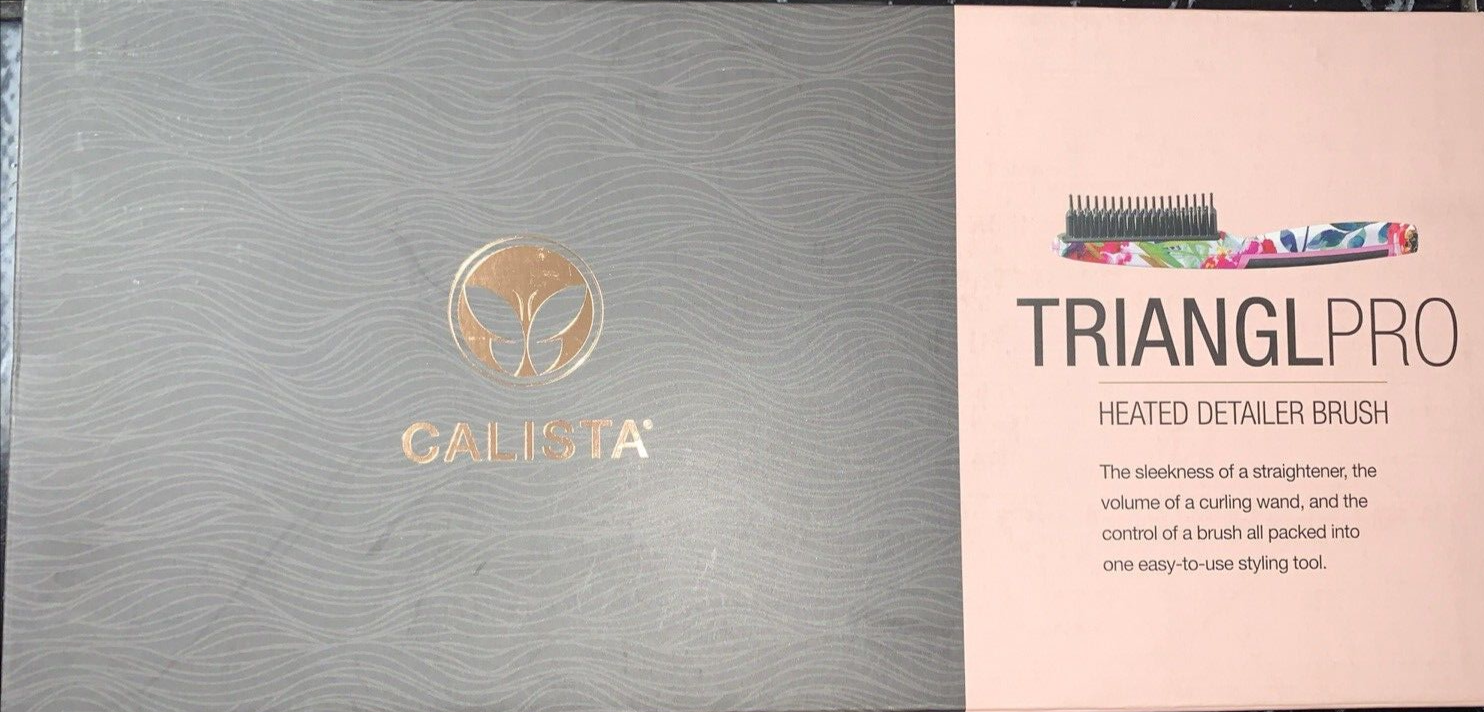 CALISTA®
TRIANGLPRO
HEATED DETAILER BRUSH
The sleekness of a straightener, the
volume of a curling wand, and the
control of a brush all packed into
one easy-to-use styling tool.